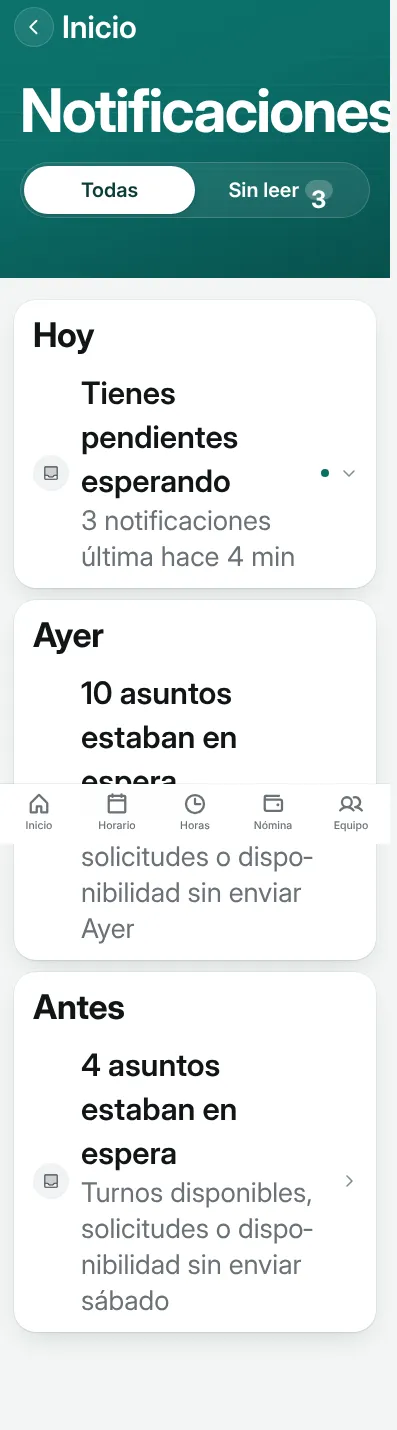 Inicio
Notificaciones
Todas
Sin leer 3
Hoy
Tienes
pendientes
esperando
3 notificaciones
última hace 4 min
Ayer
10 asuntos
estaban en
espera
Inicio
Horario
Horas
Nómina
Equipo
solicitudes o dispo-
nibilidad sin enviar
Ayer
Antes
4 asuntos
estaban en
espera
Turnos disponibles,
solicitudes o dispo-
nibilidad sin enviar
sábado